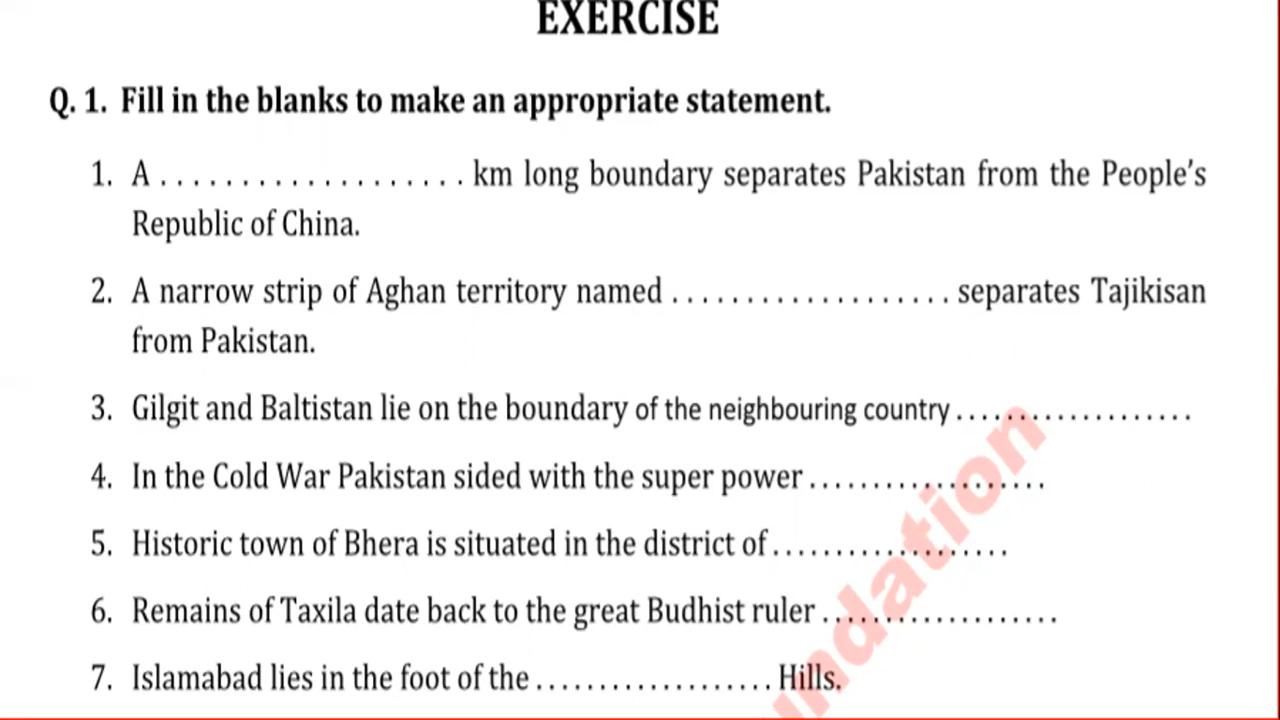 EXERCISE
Q. 1. Fill in the blanks to make an appropriate statement.
1. A . . . . . . . . . . . . . . . . . . . km long boundary separates Pakistan from the People’s
Republic of China.
2. A narrow strip of Aghan territory named . . . . . . . . . . . . . . . . . . . separates Tajikisan
from Pakistan.
3. Gilgit and Baltistan lie on the boundary of the neighbouring country . . . . . . . . . . . . . . . . . . .
4. In the Cold War Pakistan sided with the super power . . . . . . . . . . . . . . . . . . .
5. Historic town of Bhera is situated in the district of . . . . . . . . . . . . . . . . . . .
6. Remains of Taxila date back to the great Budhist ruler . . . . . . . . . . . . . . . . . . .
7. Islamabad lies in the foot of the . . . . . . . . . . . . . . . . . . . Hills.